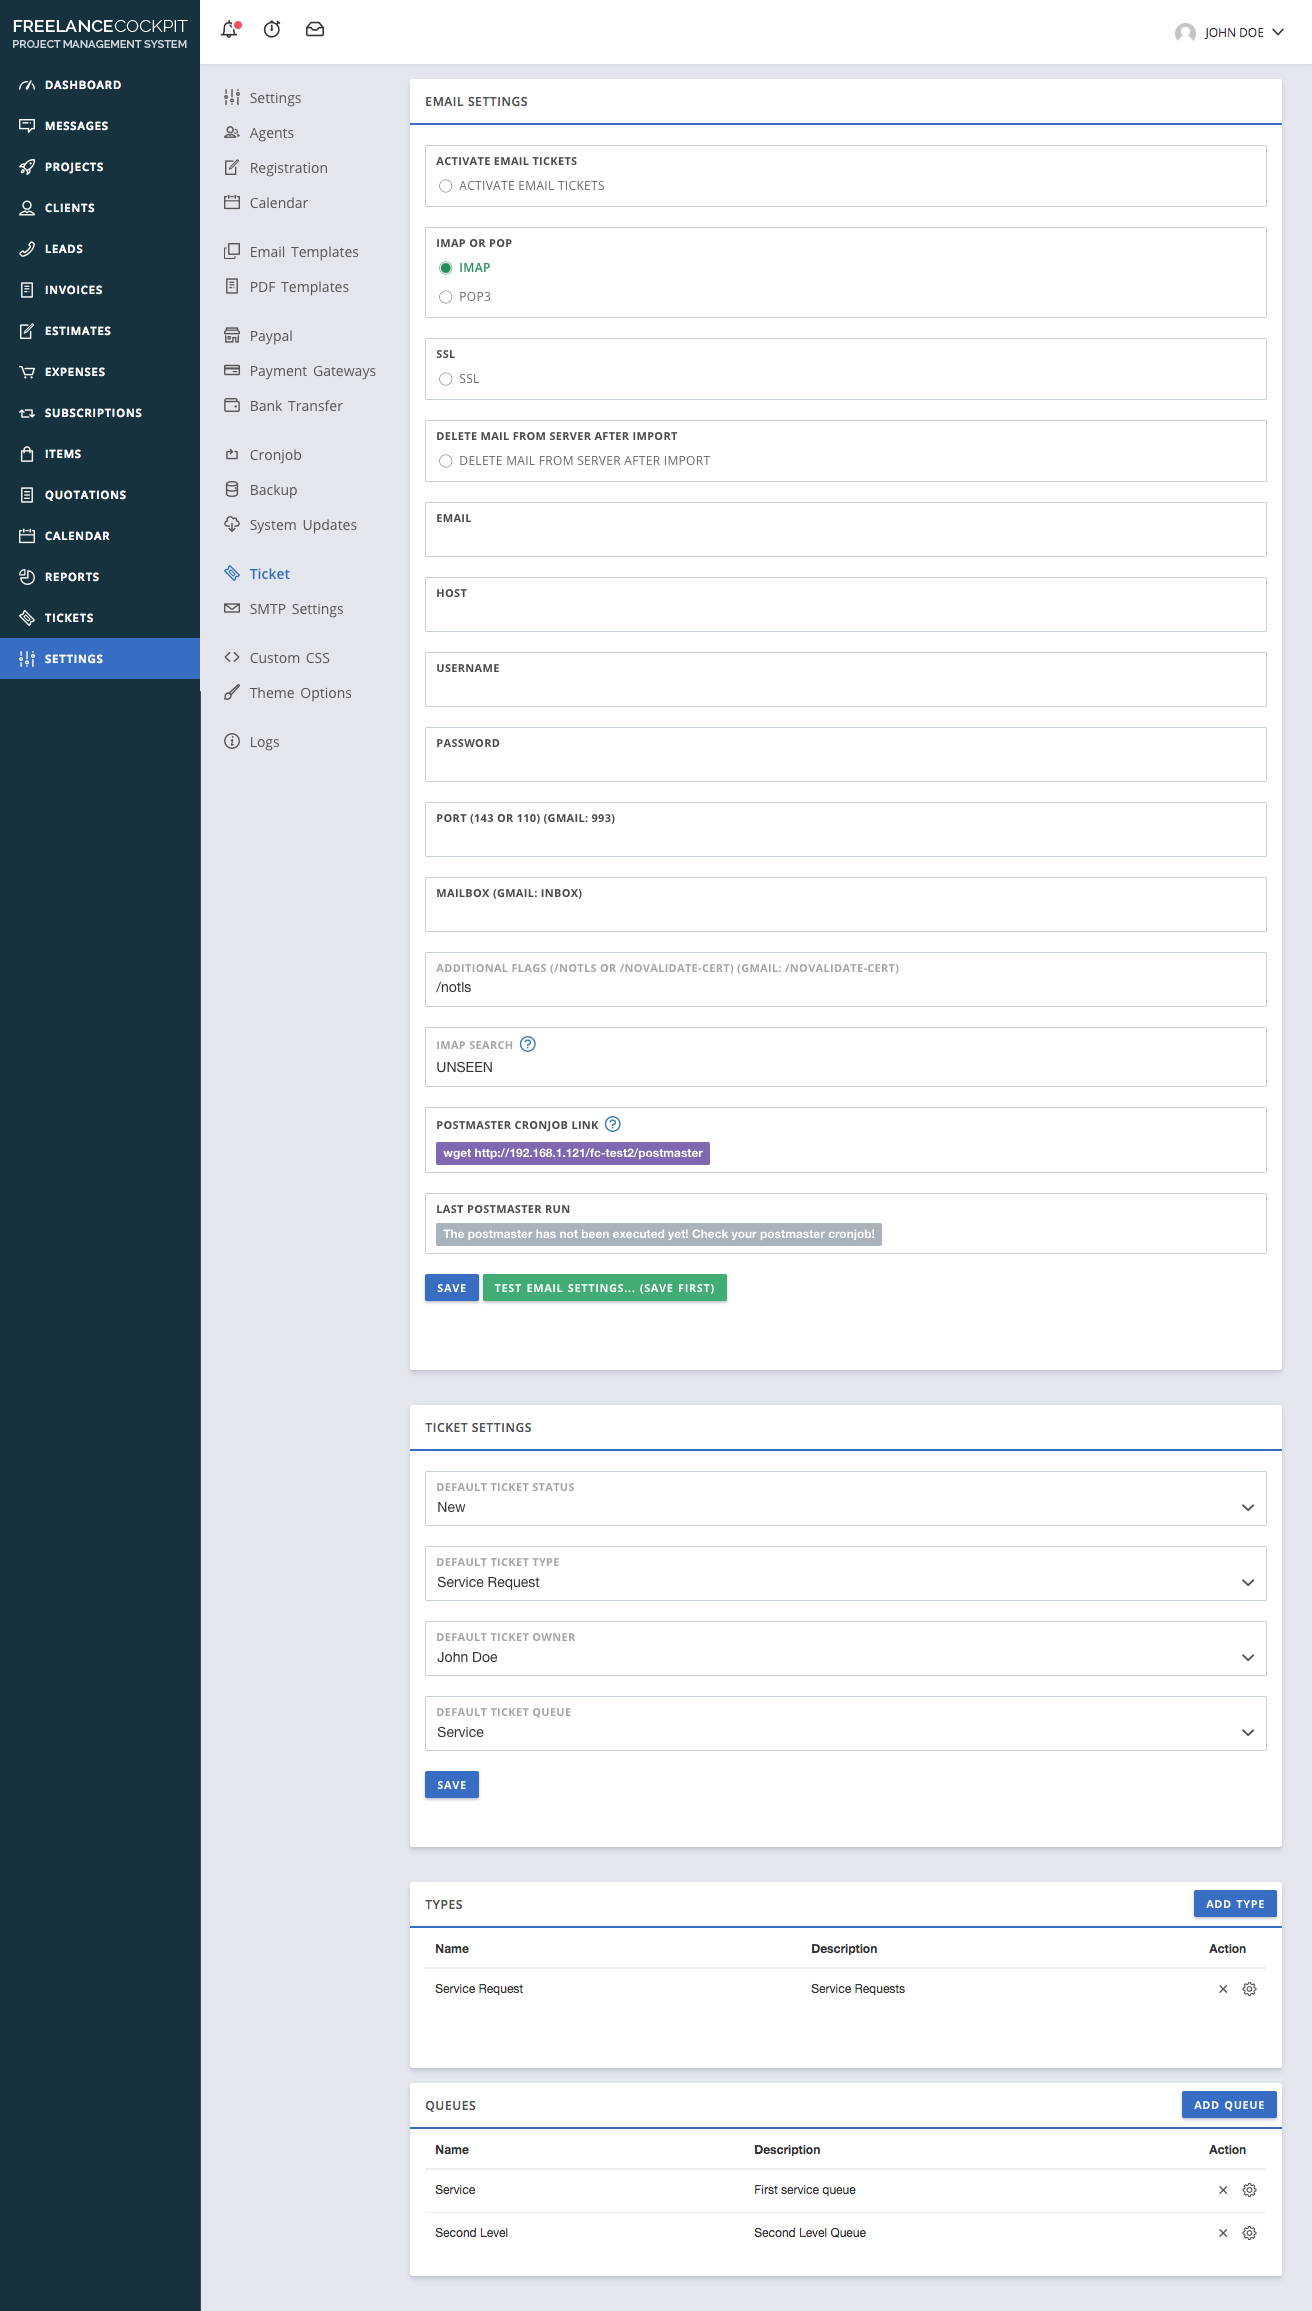 FREELANCECOCKPIT
PROJECT MANAGEMENT SYSTEM
JOHN DOE
DASHBOARD
MESSAGES
PROJECTS
CLIENTS
LEADS
INVOICES
ESTIMATES
EXPENSES
SUBSCRIPTIONS
ITEMS
QUOTATIONS
CALENDAR
REPORTS
TICKETS
SETTINGS
Settings
Agents
Registration
Calendar
Email Templates
PDF Templates
Paypal
Payment Gateways
Bank Transfer
Cronjob
Backup
System Updates
Ticket
SMTP Settings
Custom CSS
Theme Options
Logs
EMAIL SETTINGS
ACTIVATE EMAIL TICKETS
ACTIVATE EMAIL TICKETS
IMAP OR POP
IMAP
POP3
SSL
SSL
DELETE MAIL FROM SERVER AFTER IMPORT
DELETE MAIL FROM SERVER AFTER IMPORT
EMAIL
HOST
USERNAME
PASSWORD
PORT (143 OR 110) (GMAIL: 993)
MAILBOX (GMAIL: INBOX)
ADDITIONAL FLAGS (/NOTLS OR /NOVALIDATE-CERT) (GMAIL: /NOVALIDATE-CERT)
/notls
IMAP SEARCH ?
UNSEEN
POSTMASTER CRONJOB LINK ?
wget http://192.168.1.121/fc-test2/postmaster
LAST POSTMASTER RUN
The postmaster has not been executed yet! Check your postmaster cronjob!
SAVE
TEST EMAIL SETTINGS... (SAVE FIRST)
TICKET SETTINGS
DEFAULT TICKET STATUS
New
DEFAULT TICKET TYPE
Service Request
DEFAULT TICKET OWNER
John Doe
DEFAULT TICKET QUEUE
Service
SAVE
TYPES
ADD TYPE
Name Description Action
Service Request Service Requests
QUEUES
ADD QUEUE
Name Description Action
Service First service queue
Second Level Second Level Queue